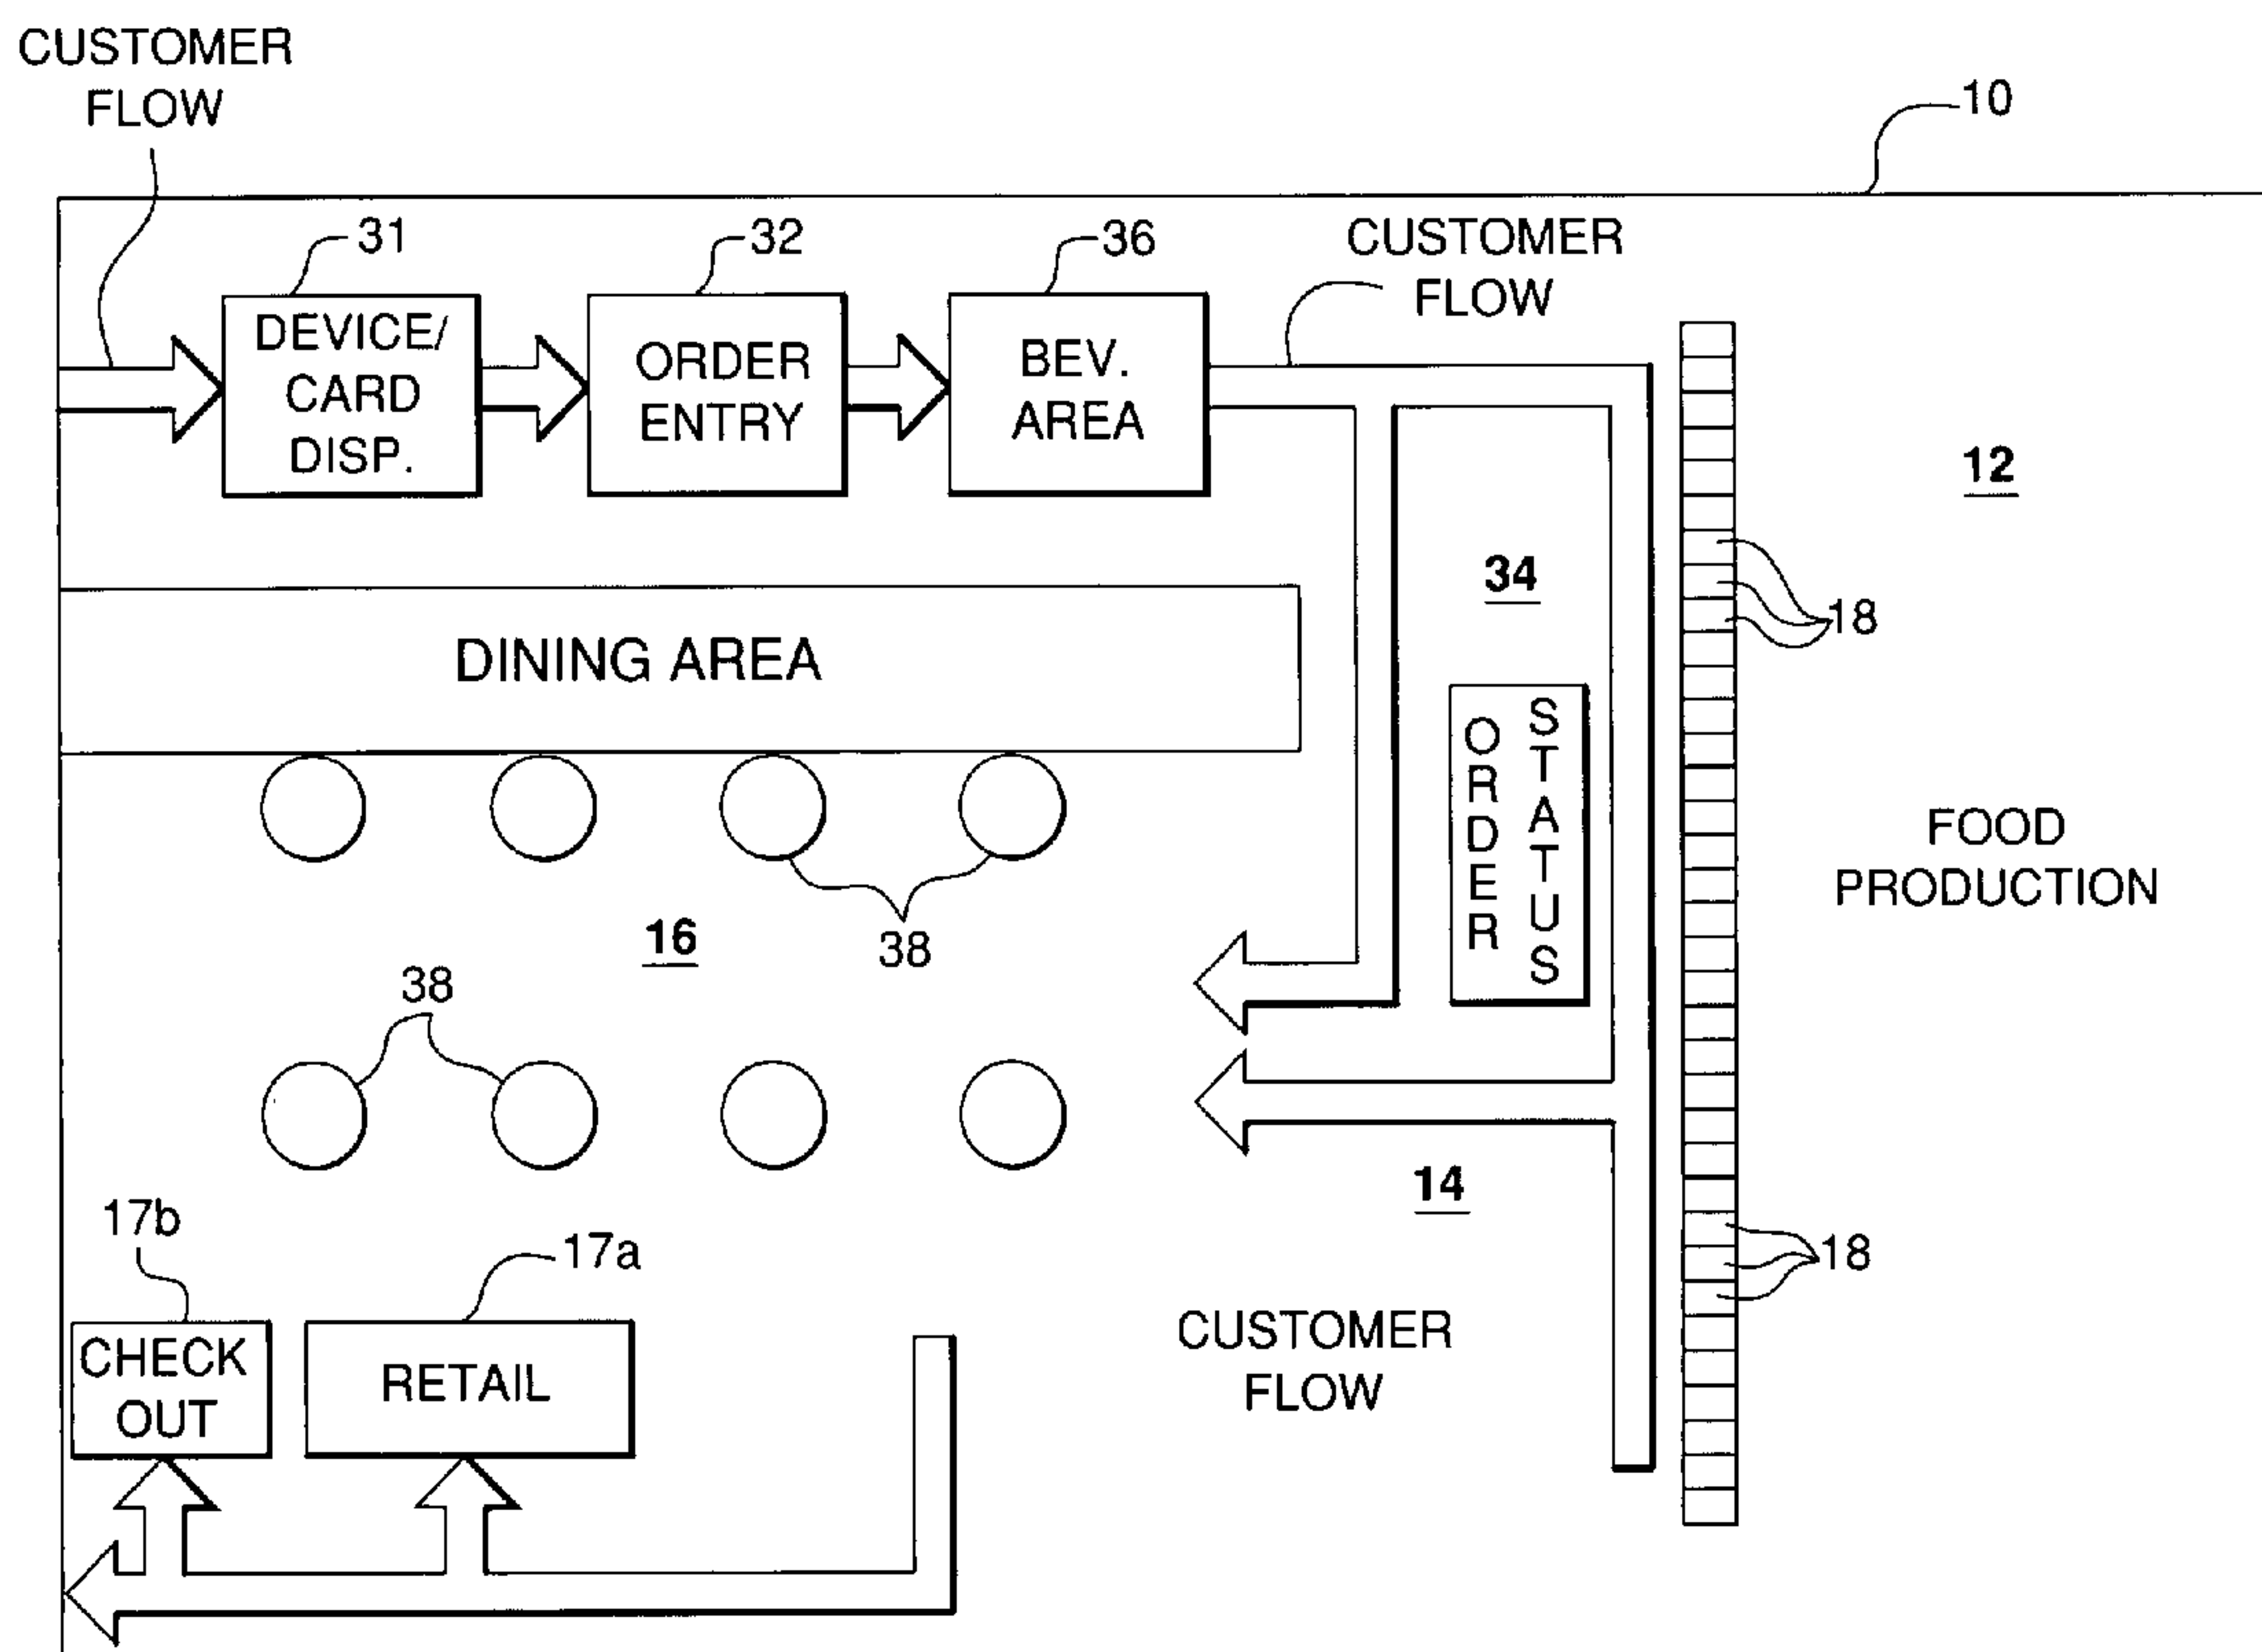 CUSTOMER
FLOW
10
31
32
36
CUSTOMER
FLOW
DEVICE/
CARD
DISP.
ORDER
ENTRY
BEV.
AREA
12
34
18
DINING AREA
ORDER
STATUS
FOOD
PRODUCTION
38
16
38
14
17b
17a
18
CHECK
OUT
RETAIL
CUSTOMER
FLOW